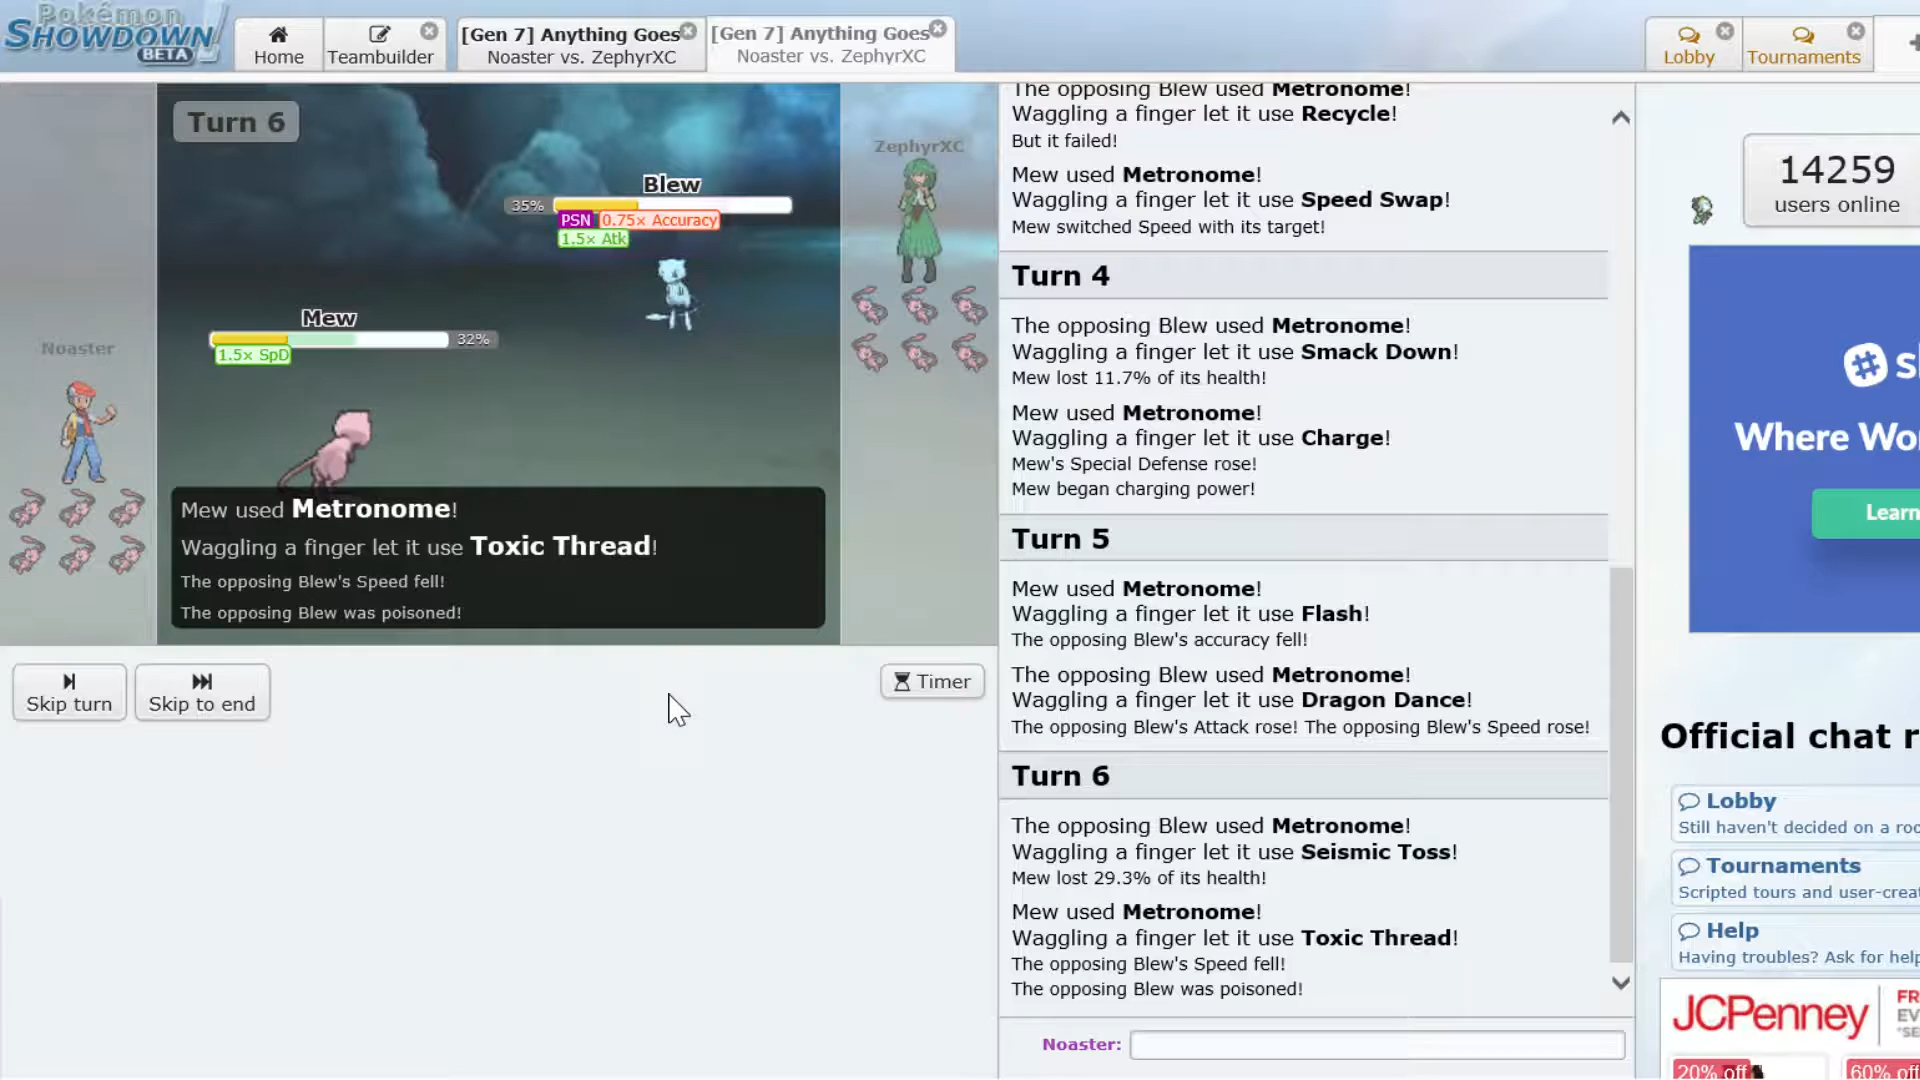 Pokémon
SHOWDOWN
BETA
Home
Teambuilder
[Gen 7] Anything Goes
Noaster vs. ZephyrXC
[Gen 7] Anything Goes
Noaster vs. ZephyrXC
Lobby
Tournaments
Turn 6
Noaster
ZephyrXC
Blew
35%
PSN 0.75× Accuracy
1.5× Atk
Mew
32%
1.5× SpD
Mew used Metronome!
Waggling a finger let it use Toxic Thread!
The opposing Blew's Speed fell!
The opposing Blew was poisoned!
Skip turn
Skip to end
Timer
The opposing Blew used Metronome!
Waggling a finger let it use Recycle!
But it failed!
Mew used Metronome!
Waggling a finger let it use Speed Swap!
Mew switched Speed with its target!
Turn 4
The opposing Blew used Metronome!
Waggling a finger let it use Smack Down!
Mew lost 11.7% of its health!
Mew used Metronome!
Waggling a finger let it use Charge!
Mew's Special Defense rose!
Mew began charging power!
Turn 5
Mew used Metronome!
Waggling a finger let it use Flash!
The opposing Blew's accuracy fell!
The opposing Blew used Metronome!
Waggling a finger let it use Dragon Dance!
The opposing Blew's Attack rose! The opposing Blew's Speed rose!
Turn 6
The opposing Blew used Metronome!
Waggling a finger let it use Seismic Toss!
Mew lost 29.3% of its health!
Mew used Metronome!
Waggling a finger let it use Toxic Thread!
The opposing Blew's Speed fell!
The opposing Blew was poisoned!
Noaster:
14259
users online
sl
Where Wor
Learn
Official chat r
Lobby
Still haven't decided on a roo
Tournaments
Scripted tours and user-creat
Help
Having troubles? Ask for help
JCPenney
FR
EV
*SE
20% off
60% off